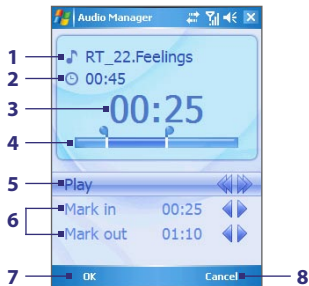 Audio Manager
1 RT_22.Feelings
2 00:45
3 00:25
4
5 Play
6 Mark in 00:25
Mark out 01:10
7 OK Cancel 8